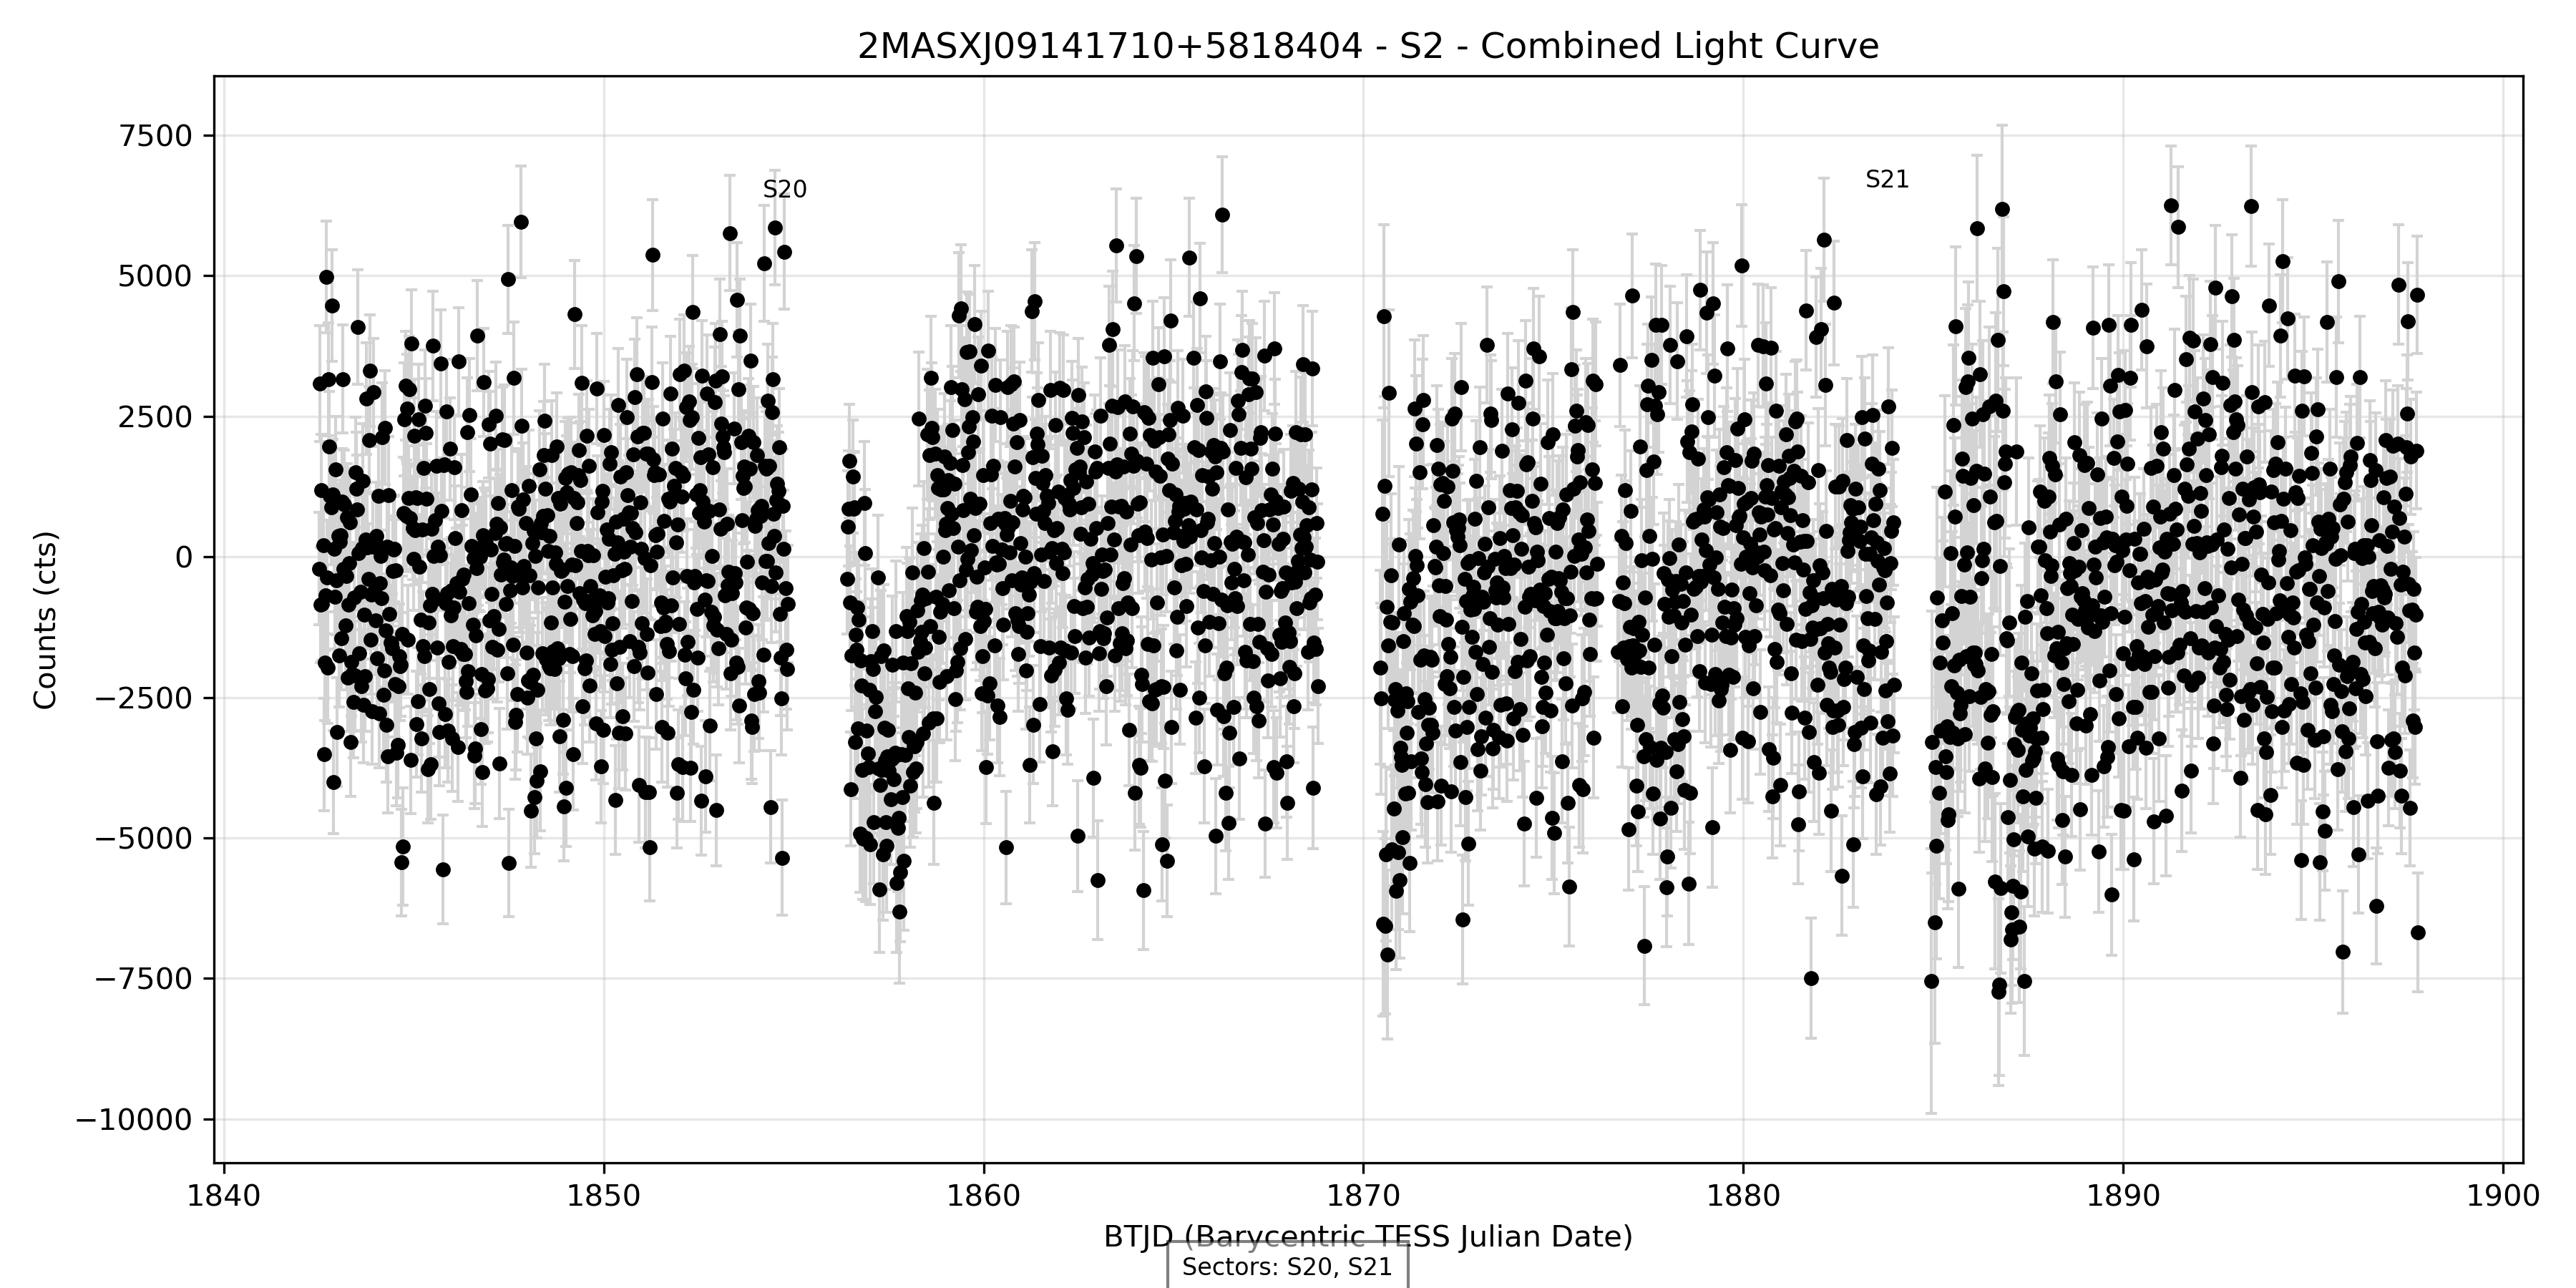 2MASXJ09141710+5818404 - S2 - Combined Light Curve
7500
5000
2500
0
−2500
−5000
−7500
−10000
Counts (cts)
S20
S21
1840
1850
1860
1870
1880
1890
1900
BTJD (Barycentric TESS Julian Date)
Sectors: S20, S21